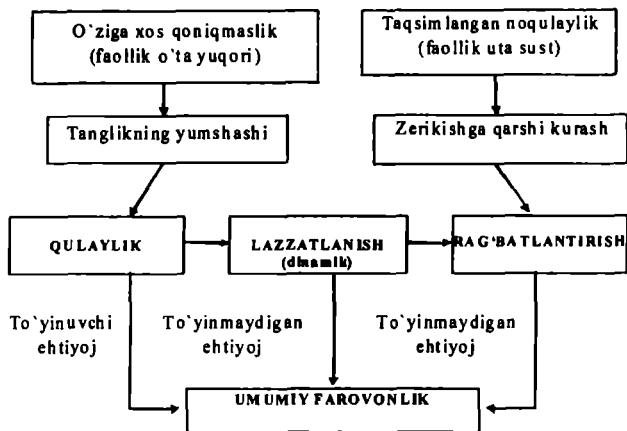 O`ziga xos qoniqmaslik
(faollik o`ta yuqori)
Taqsimlangan noqulaylik
(faollik uta sust)
Tanglikning yumshashi
Zerikishga qarshi kurash
QULAYLIK
LAZZATLANISH
(dinamik)
RAG‘BATLANTIRISH
To`yinuvchi
ehtiyoj
To`yinmaydigan
ehtiyoj
To`yinmaydigan
ehtiyoj
UMUMIY FAROVONLIK